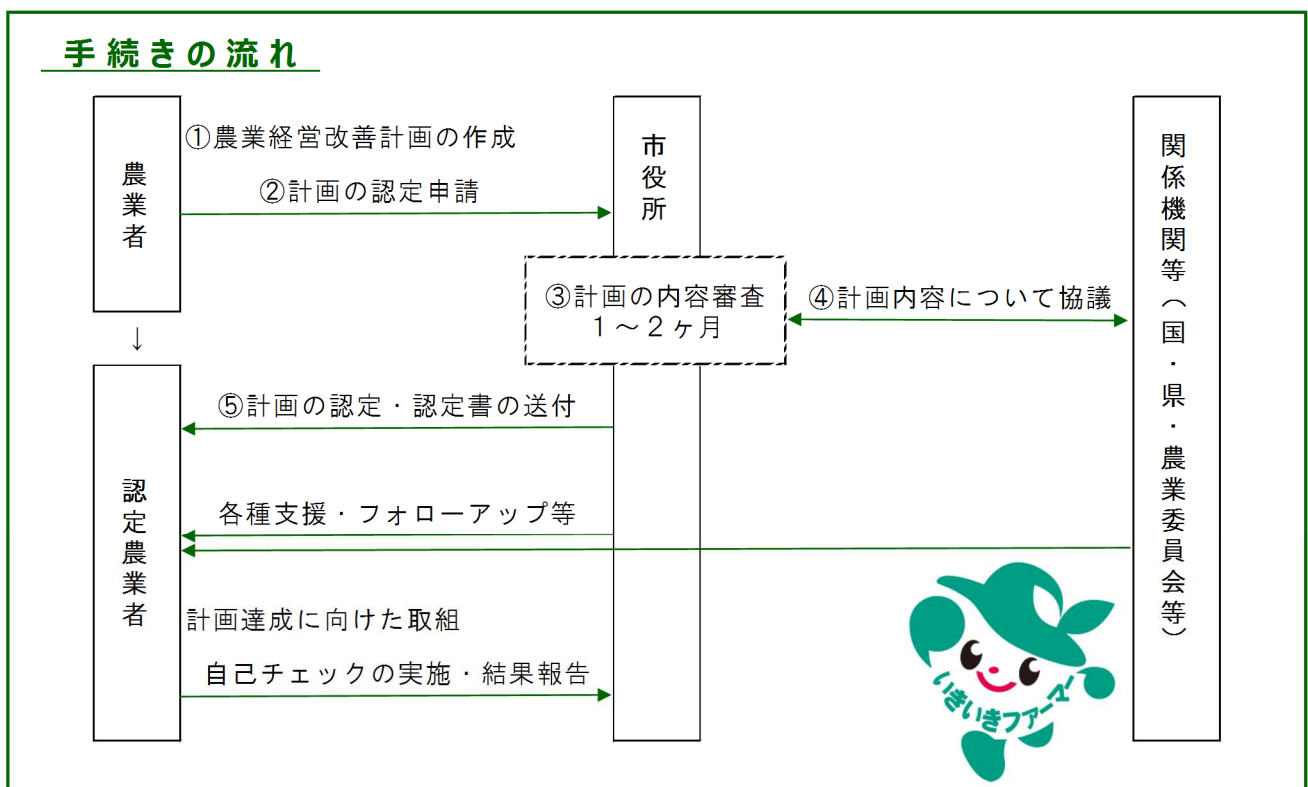 手続きの流れ
農業者
①農業経営改善計画の作成
②計画の認定申請
市役所
関係機関等（国・県・農業委員会等）
③計画の内容審査
１～２ヶ月
④計画内容について協議
↓
認定農業者
⑤計画の認定・認定書の送付
各種支援・フォローアップ等
計画達成に向けた取組
自己チェックの実施・結果報告
いきいきファーマー